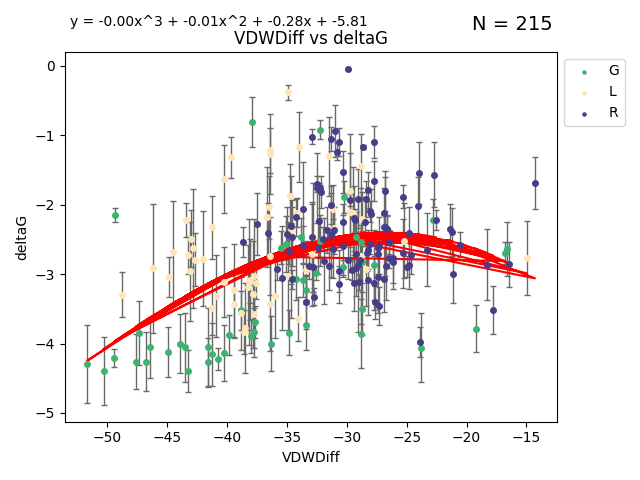 y = -0.00x^3 + -0.01x^2 + -0.28x + -5.81
N = 215
VDWDiff vs deltaG
G
L
R
deltaG
0
−1
−2
−3
−4
−5
−50 −45 −40 −35 −30 −25 −20 −15
VDWDiff